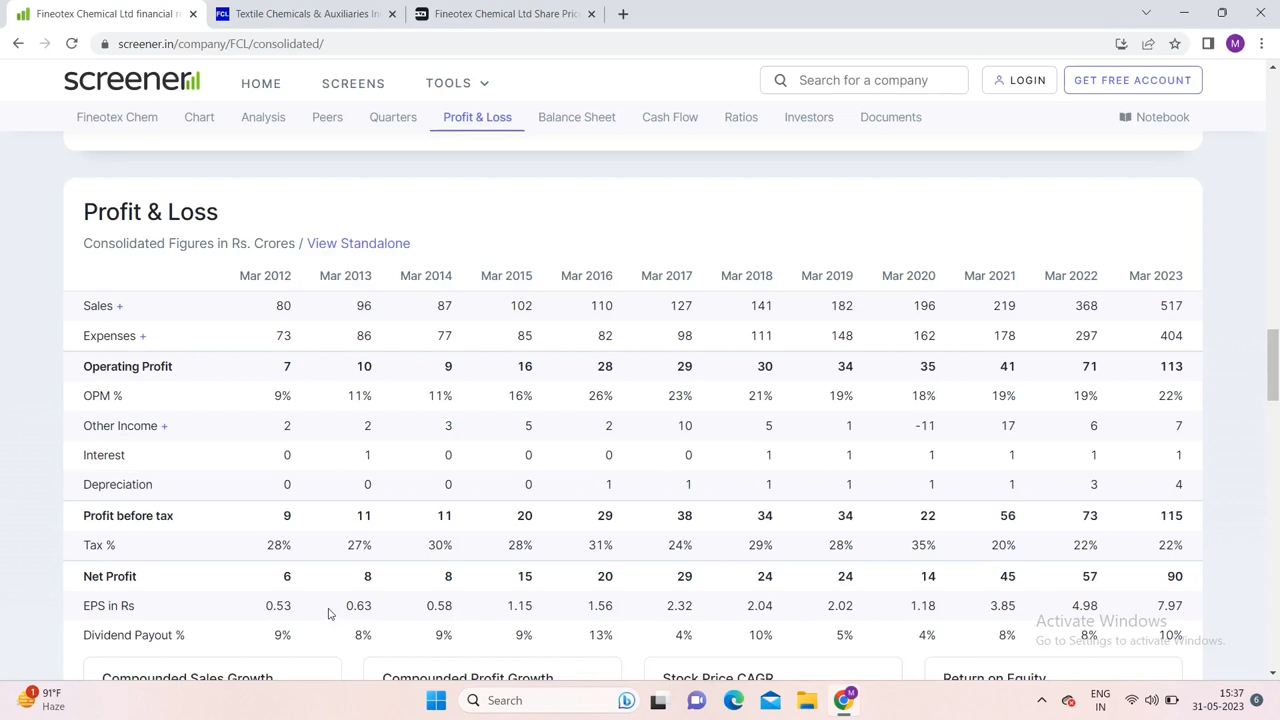 Fineotex Chemical Ltd financial r
Textile Chemicals & Auxiliaries In
Fineotex Chemical Ltd Share Pric
screener.in/company/FCL/consolidated/
M
screener
HOME SCREENS TOOLS
Search for a company
LOGIN
GET FREE ACCOUNT
Fineotex Chem Chart Analysis Peers Quarters Profit & Loss Balance Sheet Cash Flow Ratios Investors Documents Notebook
Profit & Loss
Consolidated Figures in Rs. Crores / View Standalone
Mar 2012 Mar 2013 Mar 2014 Mar 2015 Mar 2016 Mar 2017 Mar 2018 Mar 2019 Mar 2020 Mar 2021 Mar 2022 Mar 2023
Sales + 80 96 87 102 110 127 141 182 196 219 368 517
Expenses + 73 86 77 85 82 98 111 148 162 178 297 404
Operating Profit 7 10 9 16 28 29 30 34 35 41 71 113
OPM % 9% 11% 11% 16% 26% 23% 21% 19% 18% 19% 19% 22%
Other Income + 2 2 3 5 2 10 5 1 -11 17 6 7
Interest 0 1 0 0 0 0 1 1 1 1 1 1
Depreciation 0 0 0 0 1 1 1 1 1 1 3 4
Profit before tax 9 11 11 20 29 38 34 34 22 56 73 115
Tax % 28% 27% 30% 28% 31% 24% 29% 28% 35% 20% 22% 22%
Net Profit 6 8 8 15 20 29 24 24 14 45 57 90
EPS in Rs 0.53 0.63 0.58 1.15 1.56 2.32 2.04 2.02 1.18 3.85 4.98 7.97
Dividend Payout % 9% 8% 9% 9% 13% 4% 10% 5% 4% 8% 8% 10%
Activate Windows
Go to Settings to activate Windows.
Compounded Sales Growth Compounded Profit Growth Stock Price CAGR Return on Equity
1
91°F
Haze
Search
M
ENG
IN
15:37
31-05-2023
6